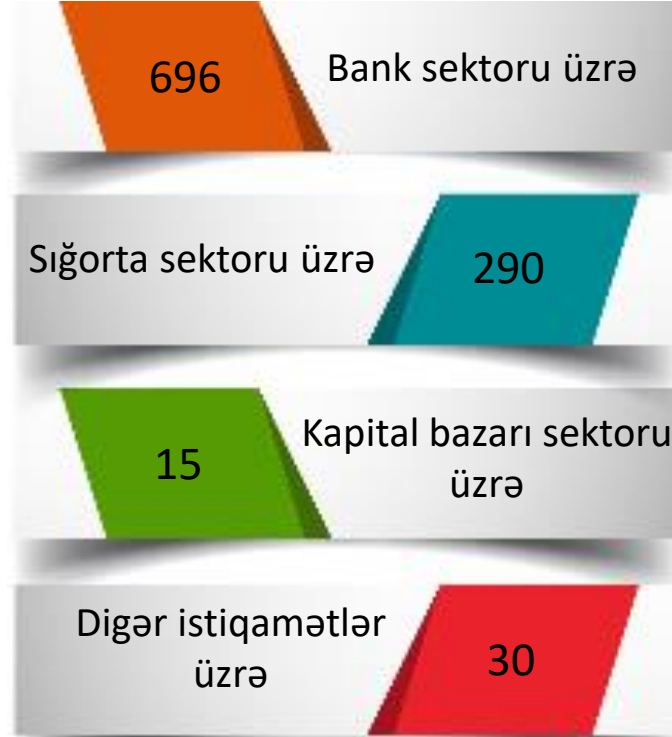 696
Bank sektoru üzrə
Sığorta sektoru üzrə
290
15
Kapital bazarı sektoru
üzrə
Digər istiqamətlər
üzrə
30